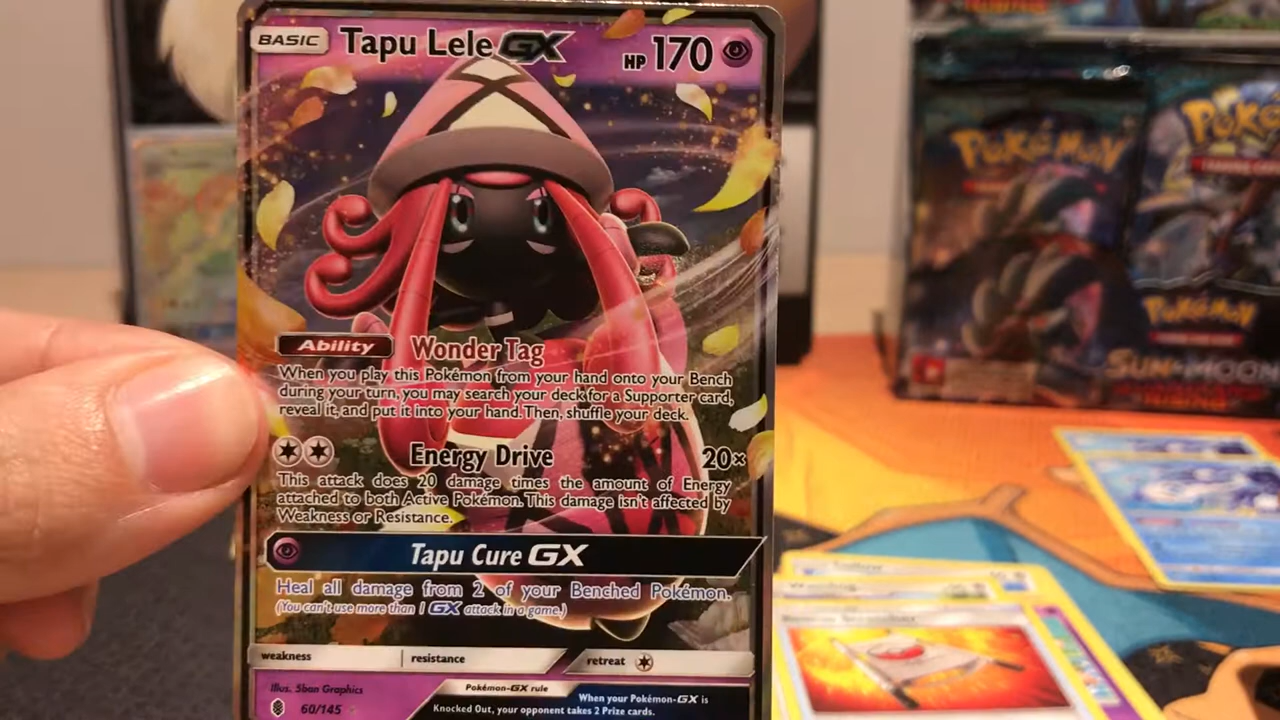 BASIC Tapu Lele GX HP 170
Ability Wonder Tag
When you play this Pokémon from your hand onto your Bench
during your turn, you may search your deck for a Supporter card,
reveal it, and put it into your hand. Then, shuffle your deck.
Energy Drive 20×
This attack does 20 damage times the amount of Energy
attached to both Active Pokémon. This damage isn't affected by
Weakness or Resistance.
Tapu Cure GX
Heal all damage from 2 of your Benched Pokémon.
(You can't use more than 1 GX attack in a game.)
weakness resistance retreat
Illus. 5ban Graphics
60/145
Pokémon-GX rule
When your Pokémon-GX is
Knocked Out, your opponent takes 2 Prize cards.
POKéMON
POKéMON
SUN & MOON